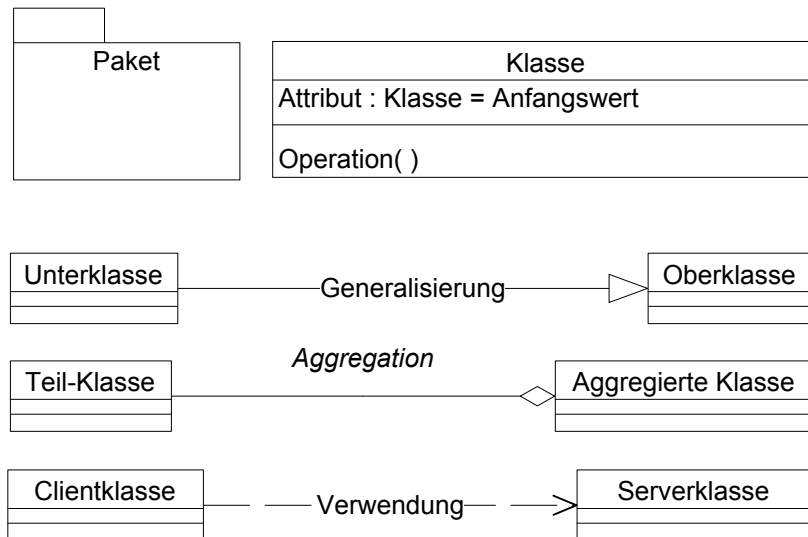 Paket
Klasse
Attribut : Klasse = Anfangswert
Operation( )
Unterklasse
Generalisierung
Oberklasse
Teil-Klasse
Aggregation
Aggregierte Klasse
Clientklasse
Verwendung
Serverklasse